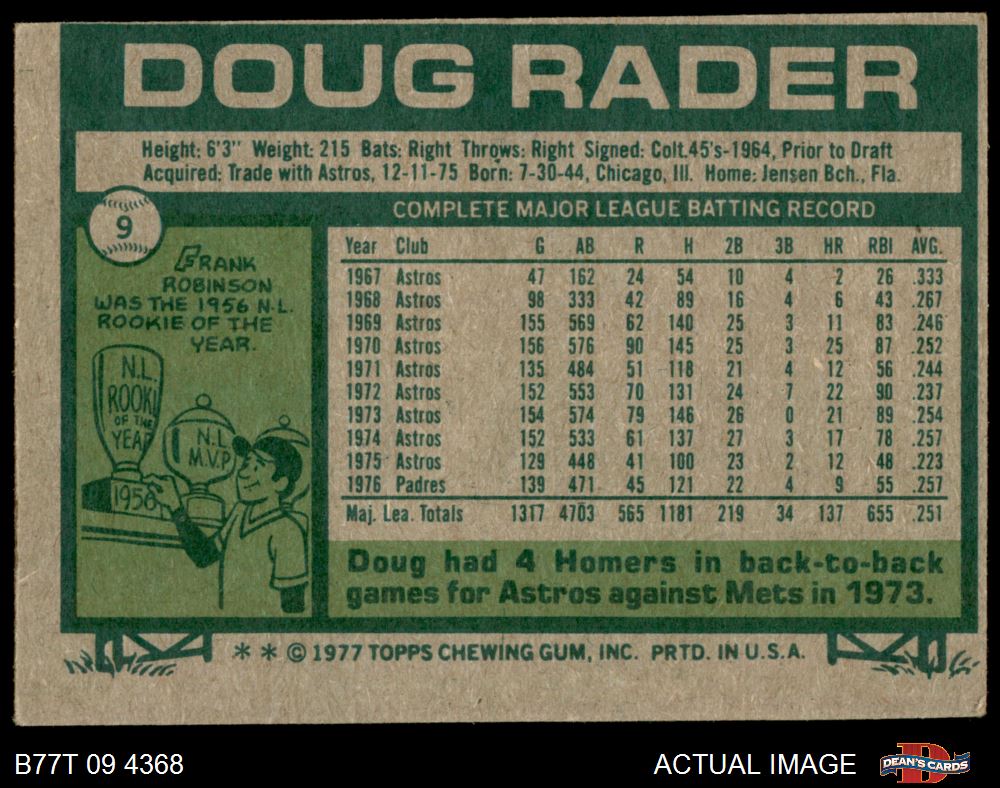 DOUG RADER
Height: 6'3" Weight: 215 Bats: Right Throws: Right Signed: Colt.45's-1964, Prior to Draft
Acquired: Trade with Astros, 12-11-75 Born: 7-30-44, Chicago, Ill. Home: Jensen Bch., Fla.
9
FRANK
ROBINSON
WAS THE 1956 N.L.
ROOKIE OF THE
YEAR.
N.L.
ROOKI
OF THE
YEAR
1956
N.L.
M.V.P
COMPLETE MAJOR LEAGUE BATTING RECORD
Year Club G AB R H 2B 3B HR RBI AVG.
1967 Astros 47 162 24 54 10 4 2 26 .333
1968 Astros 98 333 42 89 16 4 6 43 .267
1969 Astros 155 569 62 140 25 3 11 83 .246
1970 Astros 156 576 90 145 25 3 25 87 .252
1971 Astros 135 484 51 118 21 4 12 56 .244
1972 Astros 152 553 70 131 24 7 22 90 .237
1973 Astros 154 574 79 146 26 0 21 89 .254
1974 Astros 152 533 61 137 27 3 17 78 .257
1975 Astros 129 448 41 100 23 2 12 48 .223
1976 Padres 139 471 45 121 22 4 9 55 .257
Maj. Lea. Totals 1317 4703 565 1181 219 34 137 655 .251
Doug had 4 Homers in back-to-back
games for Astros against Mets in 1973.
** © 1977 TOPPS CHEWING GUM, INC. PRTD. IN U.S.A.
B77T 09 4368
ACTUAL IMAGE
DEAN'S CARDS